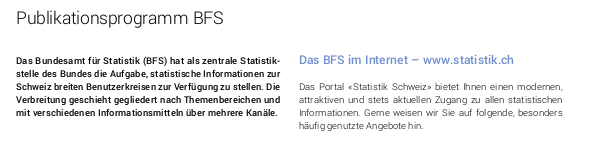 Publikationsprogramm BFS
Das Bundesamt für Statistik (BFS) hat als zentrale Statistik-
stelle des Bundes die Aufgabe, statistische Informationen zur
Schweiz breiten Benutzerkreisen zur Verfügung zu stellen. Die
Verbreitung geschieht gegliedert nach Themenbereichen und
mit verschiedenen Informationsmitteln über mehrere Kanäle.
Das BFS im Internet – www.statistik.ch
Das Portal «Statistik Schweiz» bietet Ihnen einen modernen,
attraktiven und stets aktuellen Zugang zu allen statistischen
Informationen. Gerne weisen wir Sie auf folgende, besonders
häufig genutzte Angebote hin.